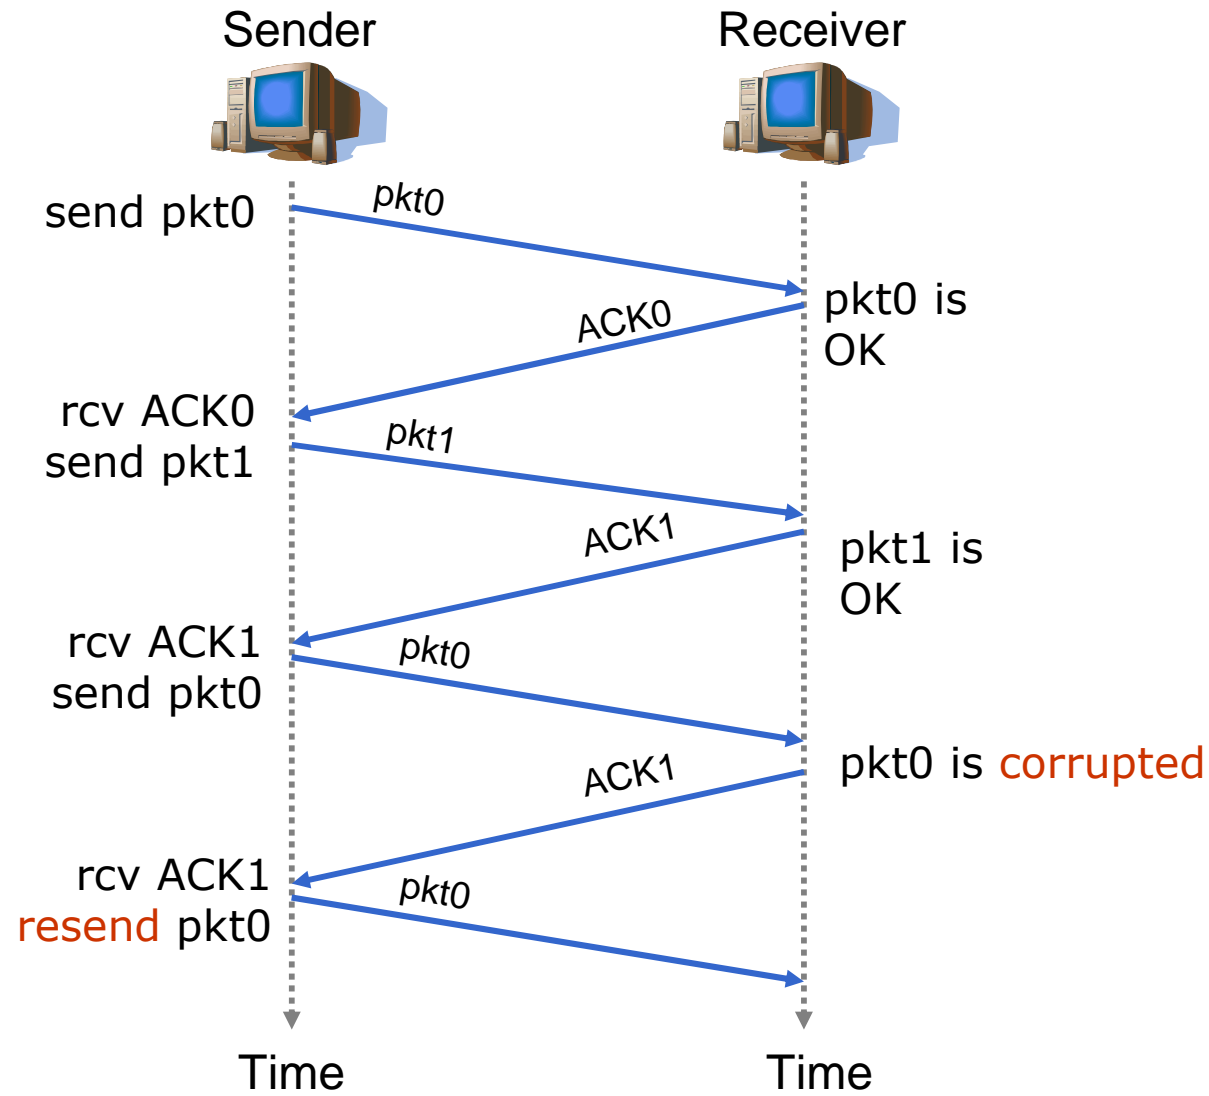 Sender
Receiver
send pkt0
pkt0
pkt0 is
OK
ACK0
rcv ACK0
send pkt1
pkt1
ACK1
pkt1 is
OK
rcv ACK1
send pkt0
pkt0
pkt0 is corrupted
ACK1
rcv ACK1
resend pkt0
pkt0
Time
Time